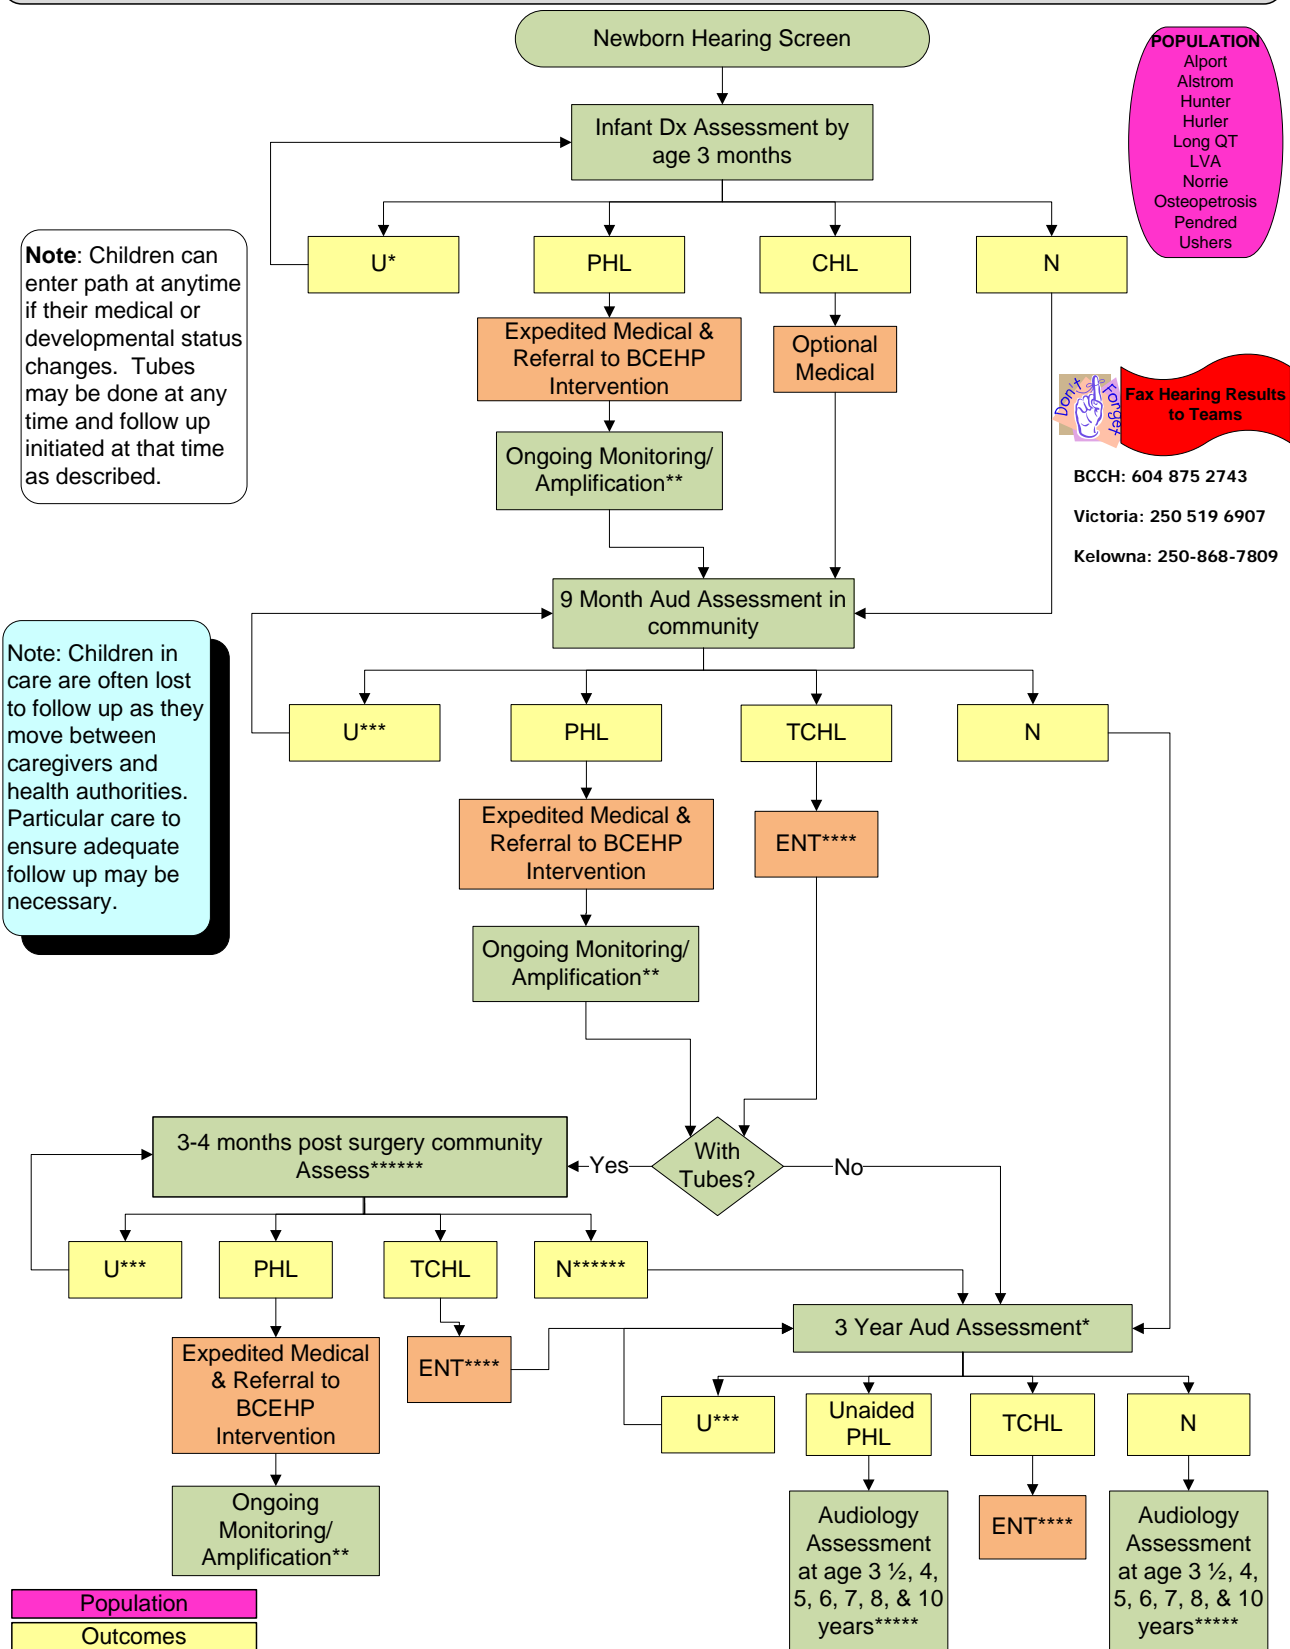 Newborn Hearing Screen
POPULATION
Alport
Alstrom
Hunter
Hurler
Long QT
LVA
Norrie
Osteopetrosis
Pendred
Ushers
Infant Dx Assessment by
age 3 months
Note: Children can
enter path at anytime
if their medical or
developmental status
changes. Tubes
may be done at any
time and follow up
initiated at that time
as described.
U*
PHL
CHL
N
Expedited Medical &
Referral to BCEHP
Intervention
Optional
Medical
Don't Forget
Fax Hearing Results
to Teams
Ongoing Monitoring/
Amplification**
BCCH: 604 875 2743
Victoria: 250 519 6907
Kelowna: 250-868-7809
9 Month Aud Assessment in
community
Note: Children in
care are often lost
to follow up as they
move between
caregivers and
health authorities.
Particular care to
ensure adequate
follow up may be
necessary.
U***
PHL
TCHL
N
Expedited Medical &
Referral to BCEHP
Intervention
ENT****
Ongoing Monitoring/
Amplification**
3-4 months post surgery community
Assess******
Yes
With
Tubes?
No
U***
PHL
TCHL
N******
3 Year Aud Assessment*
Expedited Medical
& Referral to
BCEHP
Intervention
ENT****
U***
Unaided
PHL
TCHL
N
Ongoing
Monitoring/
Amplification**
Audiology
Assessment
at age 3 ½, 4,
5, 6, 7, 8, & 10
years*****
ENT****
Audiology
Assessment
at age 3 ½, 4,
5, 6, 7, 8, & 10
years*****
Population
Outcomes